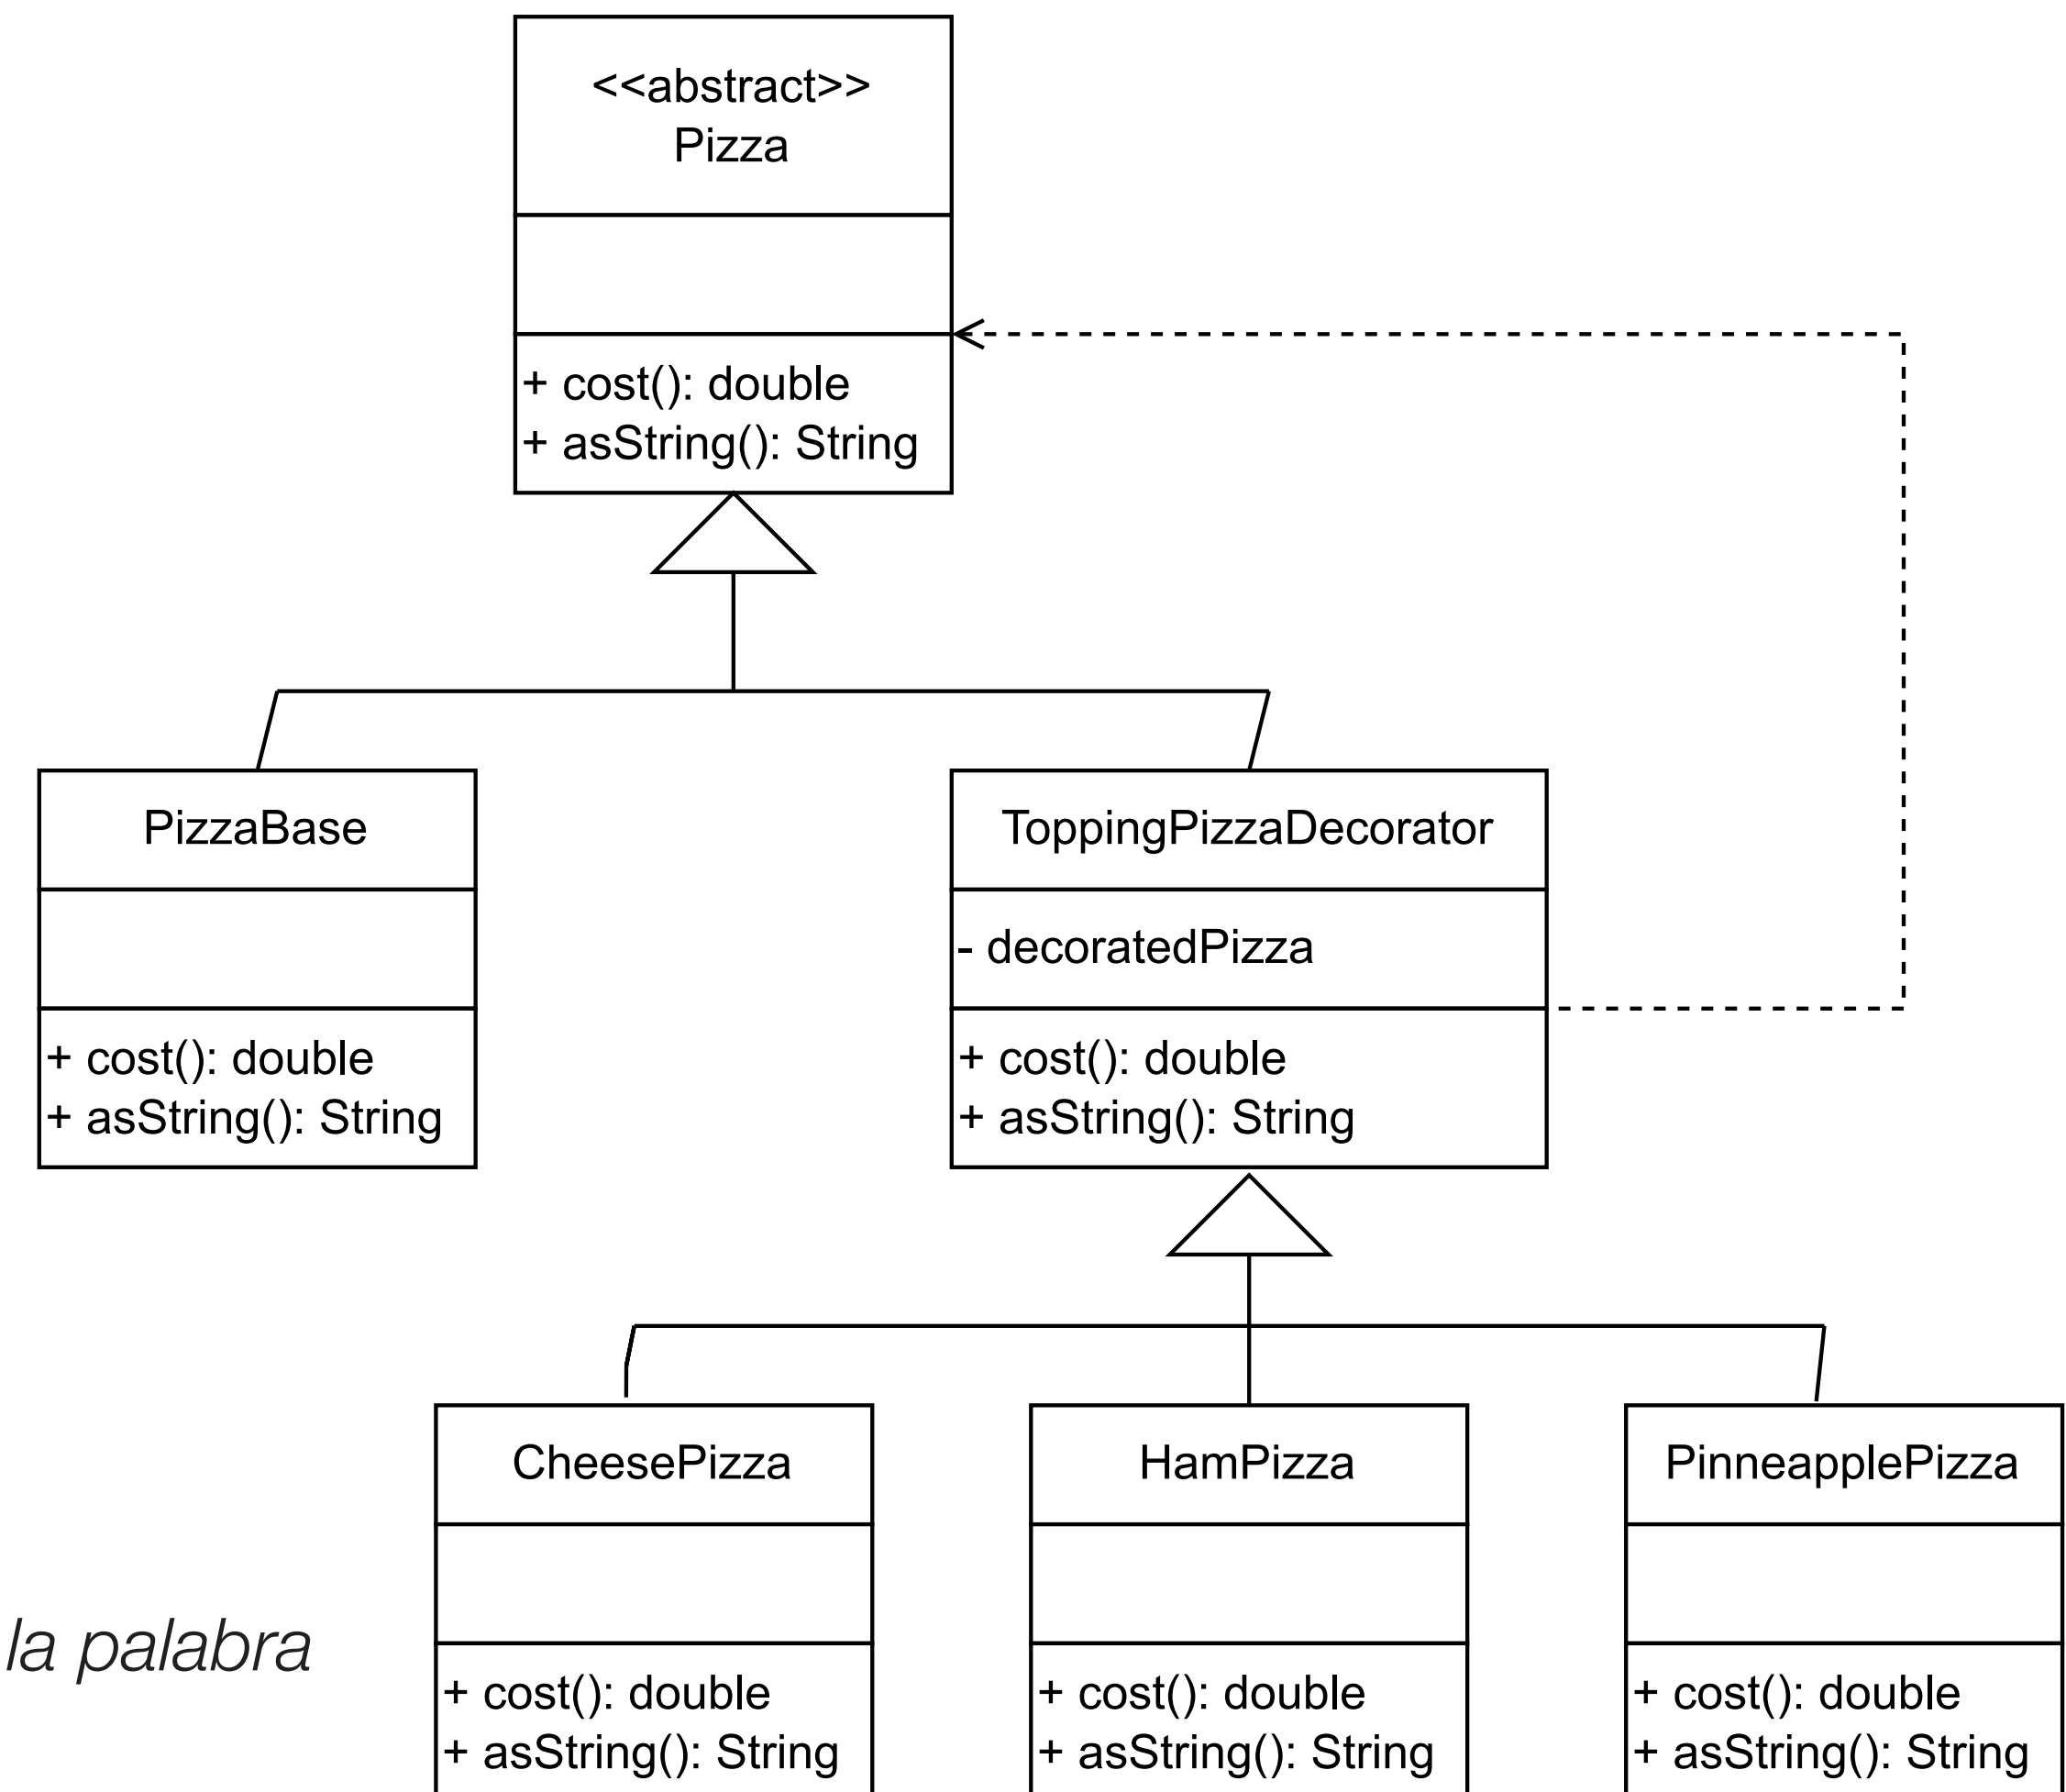 <<abstract>>
Pizza
+ cost(): double
+ asString(): String
PizzaBase
+ cost(): double
+ asString(): String
ToppingPizzaDecorator
- decoratedPizza
+ cost(): double
+ asString(): String
CheesePizza
+ cost(): double
+ asString(): String
HamPizza
+ cost(): double
+ asString(): String
PinneapplePizza
+ cost(): double
+ asString(): String
la palabra